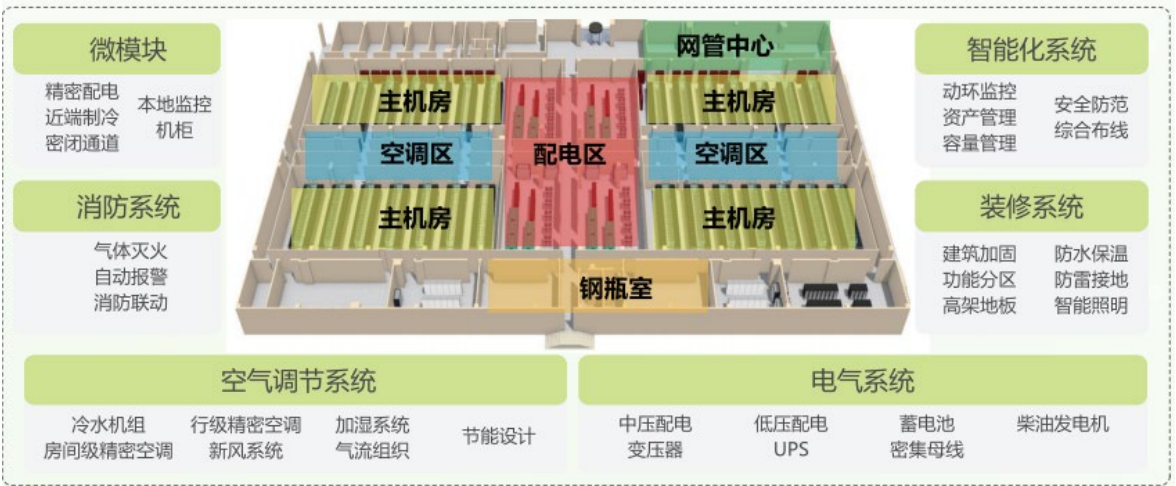 微模块
精密配电
近端制冷
密闭通道
本地监控
机柜
消防系统
气体灭火
自动报警
消防联动
网管中心
主机房
主机房
空调区
配电区
空调区
主机房
主机房
钢瓶室
智能化系统
动环监控
资产管理
容量管理
安全防范
综合布线
装修系统
建筑加固
功能分区
高架地板
防水保温
防雷接地
智能照明
空气调节系统
冷水机组
房间级精密空调
行级精密空调
新风系统
加湿系统
气流组织
节能设计
电气系统
中压配电
变压器
低压配电
UPS
蓄电池
密集母线
柴油发电机